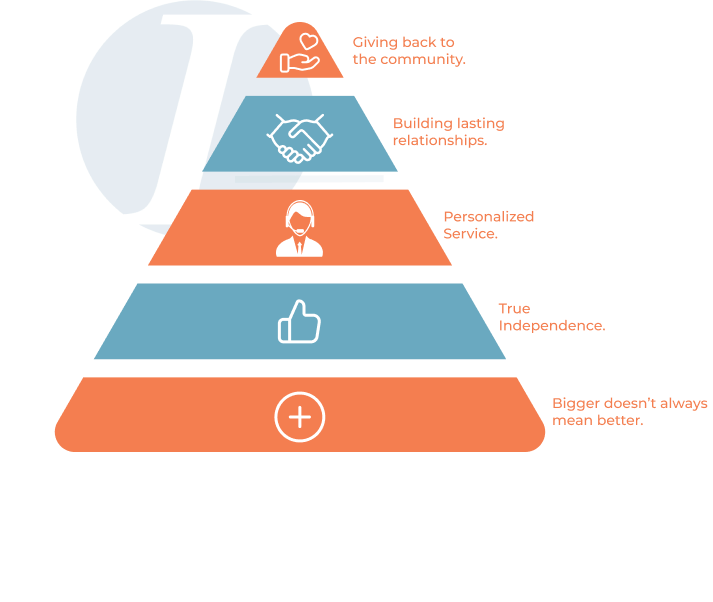 Giving back to
the community.
Building lasting
relationships.
Personalized
Service.
True
Independence.
Bigger doesn’t always
mean better.